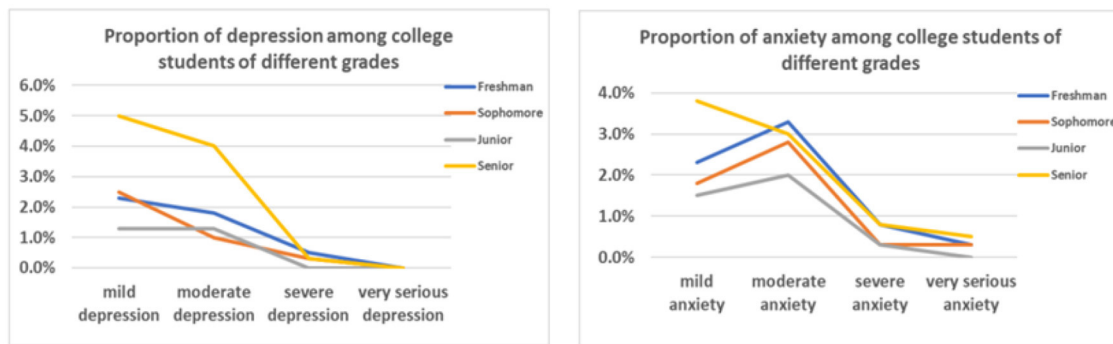 Proportion of depression among college
students of different grades
6.0%
5.0%
4.0%
3.0%
2.0%
1.0%
0.0%
Freshman
Sophomore
Junior
Senior
mild
depression
moderate
depression
severe
depression
very serious
depression
Proportion of anxiety among college students of
different grades
4.0%
3.0%
2.0%
1.0%
0.0%
Freshman
Sophomore
Junior
Senior
mild
anxiety
moderate
anxiety
severe
anxiety
very serious
anxiety